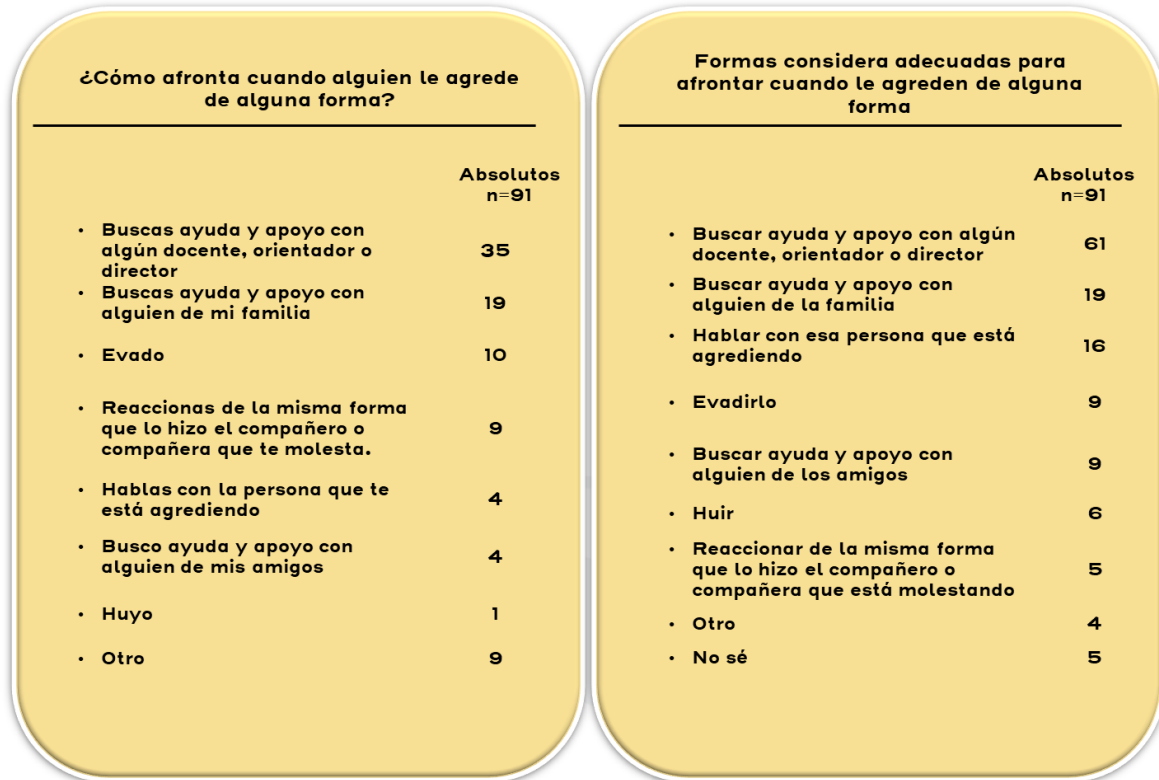 ¿Cómo afronta cuando alguien le agrede
de alguna forma?
Absolutos
n=91
• Buscas ayuda y apoyo con
algún docente, orientador o
director
35
• Buscas ayuda y apoyo con
alguien de mi familia
19
• Evado
10
• Reaccionas de la misma forma
que lo hizo el compañero o
compañera que te molesta.
9
• Hablas con la persona que te
está agrediendo
4
• Busco ayuda y apoyo con
alguien de mis amigos
4
• Huyo
1
• Otro
9
Formas considera adecuadas para
afrontar cuando le agreden de alguna
forma
Absolutos
n=91
• Buscar ayuda y apoyo con algún
docente, orientador o director
61
• Buscar ayuda y apoyo con
alguien de la familia
19
• Hablar con esa persona que está
agrediendo
16
• Evadirlo
9
• Buscar ayuda y apoyo con
alguien de los amigos
9
• Huir
6
• Reaccionar de la misma forma
que lo hizo el compañero o
compañera que está molestando
5
• Otro
4
• No sé
5